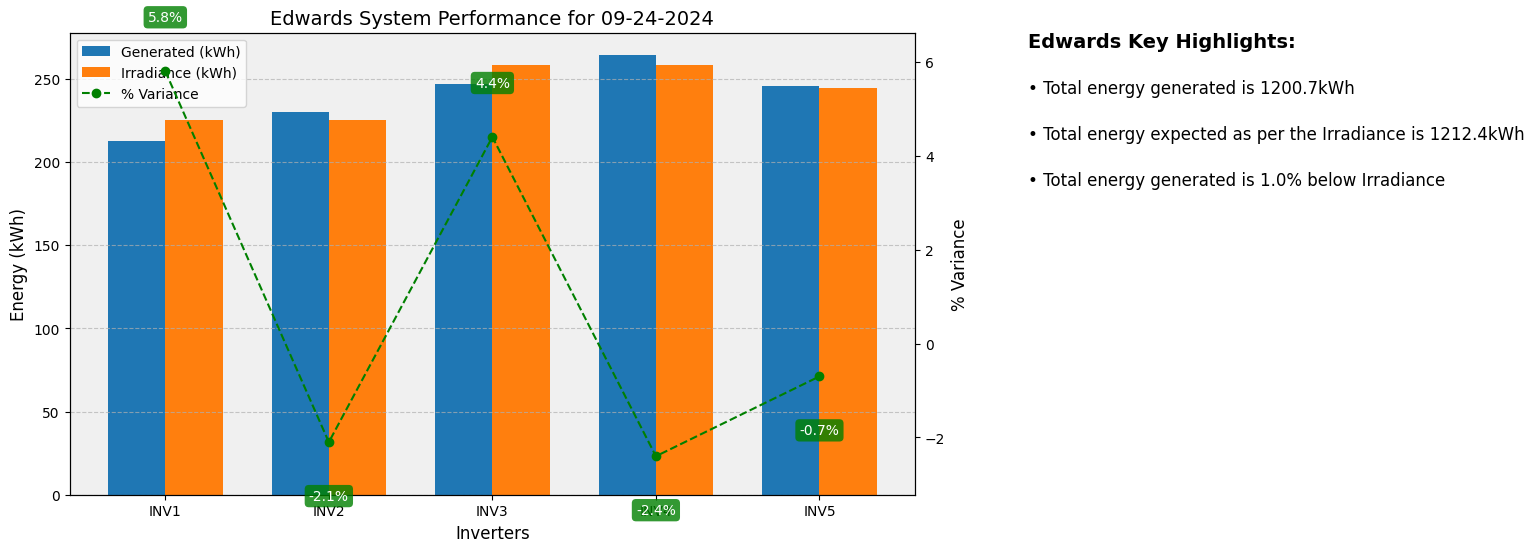 Edwards System Performance for 09-24-2024
5.8%
Generated (kWh)
Irradiance (kWh)
% Variance
4.4%
-2.1%
-2.4%
-0.7%
Energy (kWh)
250
200
150
100
50
0
6
4
2
0
−2
% Variance
INV1
INV2
INV3
INV5
Inverters
Edwards Key Highlights:
• Total energy generated is 1200.7kWh
• Total energy expected as per the Irradiance is 1212.4kWh
• Total energy generated is 1.0% below Irradiance